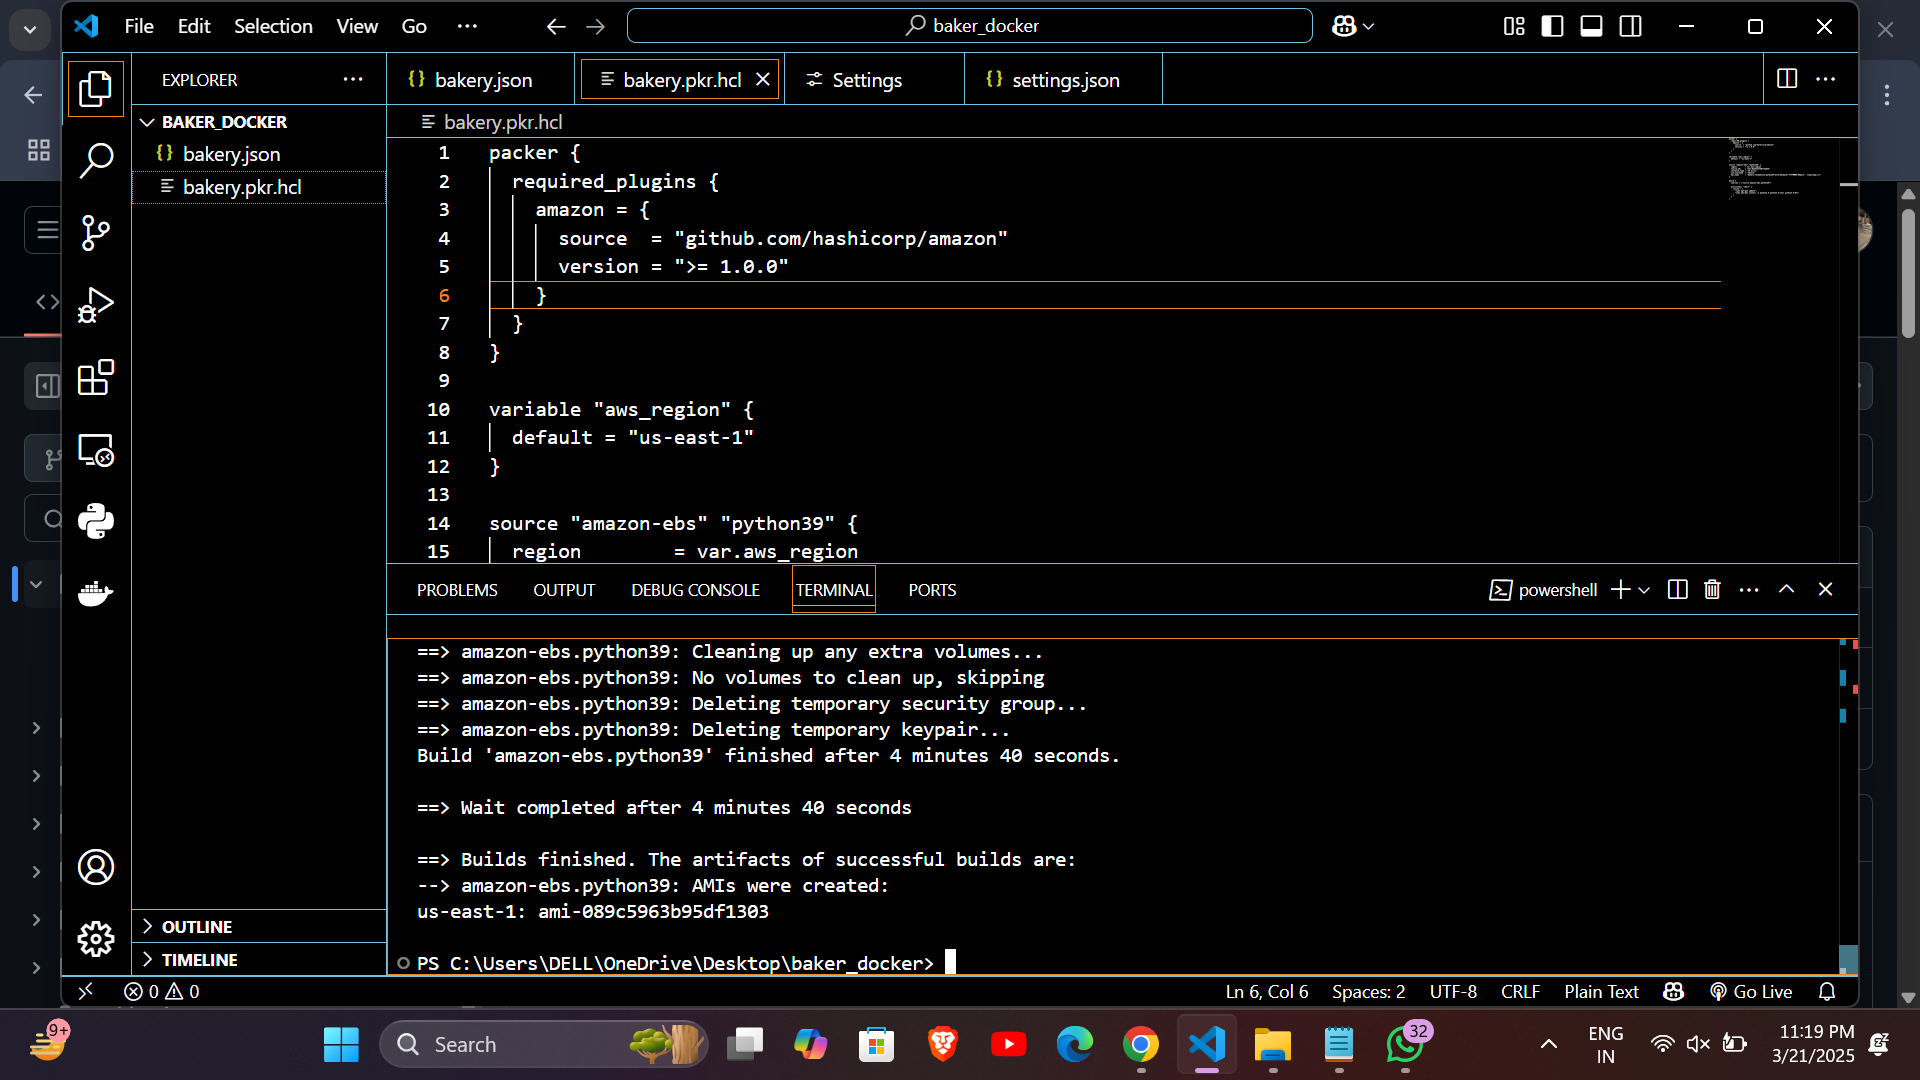 File Edit Selection View Go ··· baker_docker
EXPLORER ···
bakery.json bakery.pkr.hcl Settings settings.json
BAKER_DOCKER
bakery.json
bakery.pkr.hcl
OUTLINE
TIMELINE
bakery.pkr.hcl
1 packer {
2 required_plugins {
3 amazon = {
4 source = "github.com/hashicorp/amazon"
5 version = ">= 1.0.0"
6 }
7 }
8 }
9
10 variable "aws_region" {
11 default = "us-east-1"
12 }
13
14 source "amazon-ebs" "python39" {
15 region = var.aws_region
PROBLEMS OUTPUT DEBUG CONSOLE TERMINAL PORTS powershell
==> amazon-ebs.python39: Cleaning up any extra volumes...
==> amazon-ebs.python39: No volumes to clean up, skipping
==> amazon-ebs.python39: Deleting temporary security group...
==> amazon-ebs.python39: Deleting temporary keypair...
Build 'amazon-ebs.python39' finished after 4 minutes 40 seconds.
==> Wait completed after 4 minutes 40 seconds
==> Builds finished. The artifacts of successful builds are:
--> amazon-ebs.python39: AMIs were created:
us-east-1: ami-089c5963b95df1303
PS C:\Users\DELL\OneDrive\Desktop\baker_docker>
0 0 Ln 6, Col 6 Spaces: 2 UTF-8 CRLF Plain Text Go Live
9+ Search 32 ENG IN 11:19 PM
3/21/2025